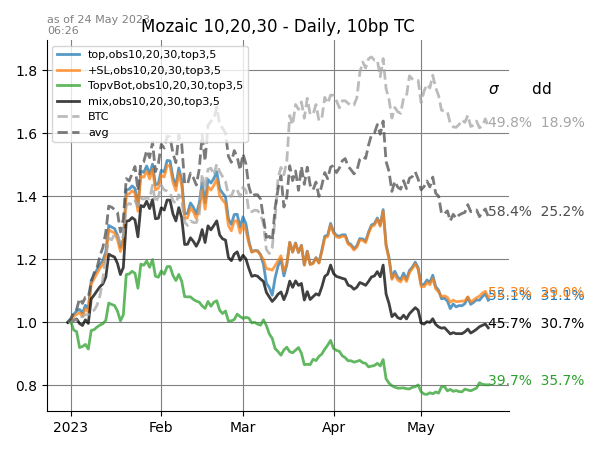 as of 24 May 2023
06:26
Mozaic 10,20,30 - Daily, 10bp TC
top,obs10,20,30,top3,5
+SL,obs10,20,30,top3,5
TopvBot,obs10,20,30,top3,5
mix,obs10,20,30,top3,5
BTC
avg
σ dd
49.8% 18.9%
58.4% 25.2%
31.1%
45.7% 30.7%
39.7% 35.7%
1.8
1.6
1.4
1.2
1.0
0.8
2023 Feb Mar Apr May